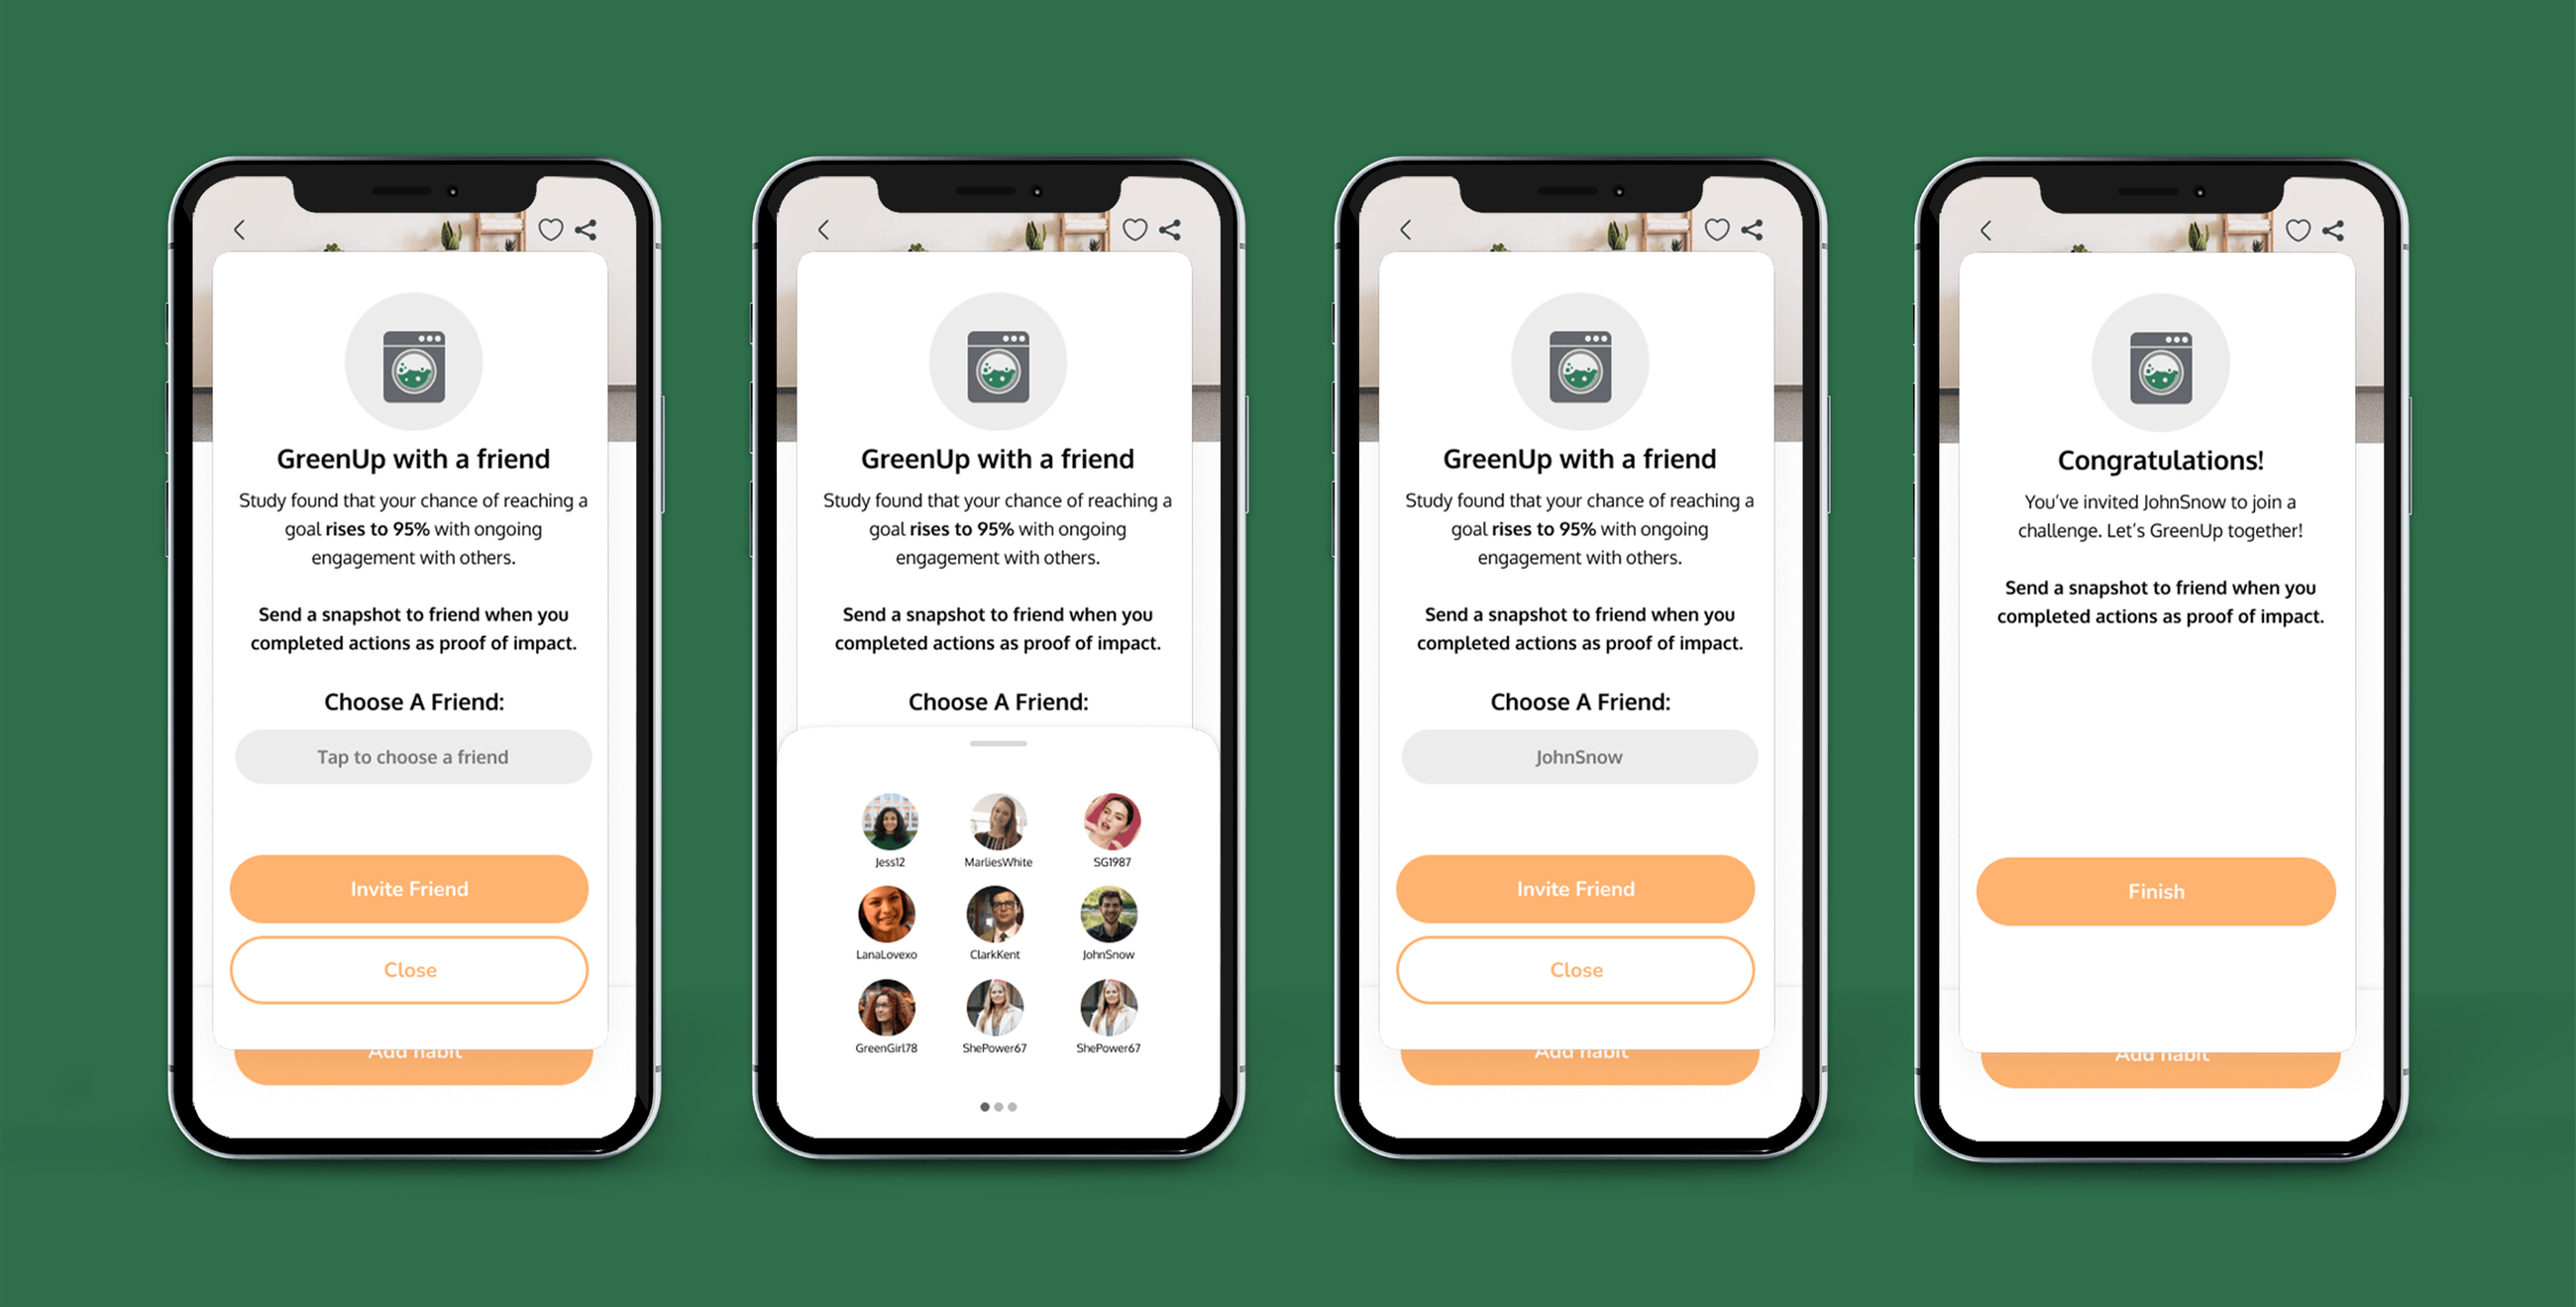 GreenUp with a friend
Study found that your chance of reaching a
goal rises to 95% with ongoing
engagement with others.
Send a snapshot to friend when you
completed actions as proof of impact.
Choose A Friend:
Tap to choose a friend
Invite Friend
Close
Add habit
GreenUp with a friend
Study found that your chance of reaching a
goal rises to 95% with ongoing
engagement with others.
Send a snapshot to friend when you
completed actions as proof of impact.
Choose A Friend:
Jess12 MarliesWhite SG1987
LanaLovexo ClarkKent JohnSnow
GreenGirl78 ShePower67 ShePower67
GreenUp with a friend
Study found that your chance of reaching a
goal rises to 95% with ongoing
engagement with others.
Send a snapshot to friend when you
completed actions as proof of impact.
Choose A Friend:
JohnSnow
Invite Friend
Close
Add habit
Congratulations!
You've invited JohnSnow to join a
challenge. Let's GreenUp together!
Send a snapshot to friend when you
completed actions as proof of impact.
Finish
Add habit